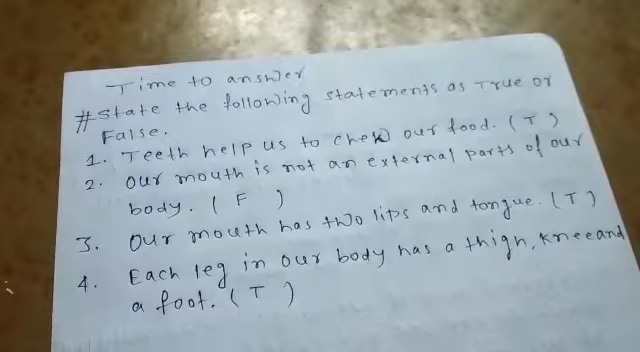 Time to answer
# State the following statements as True or
False.
1. Teeth help us to chew our food. (T)
2. Our mouth is not an external parts of our
body. ( F )
3. Our mouth has two lips and tongue. (T)
4. Each leg in our body has a thigh, knee and
a foot. (T )